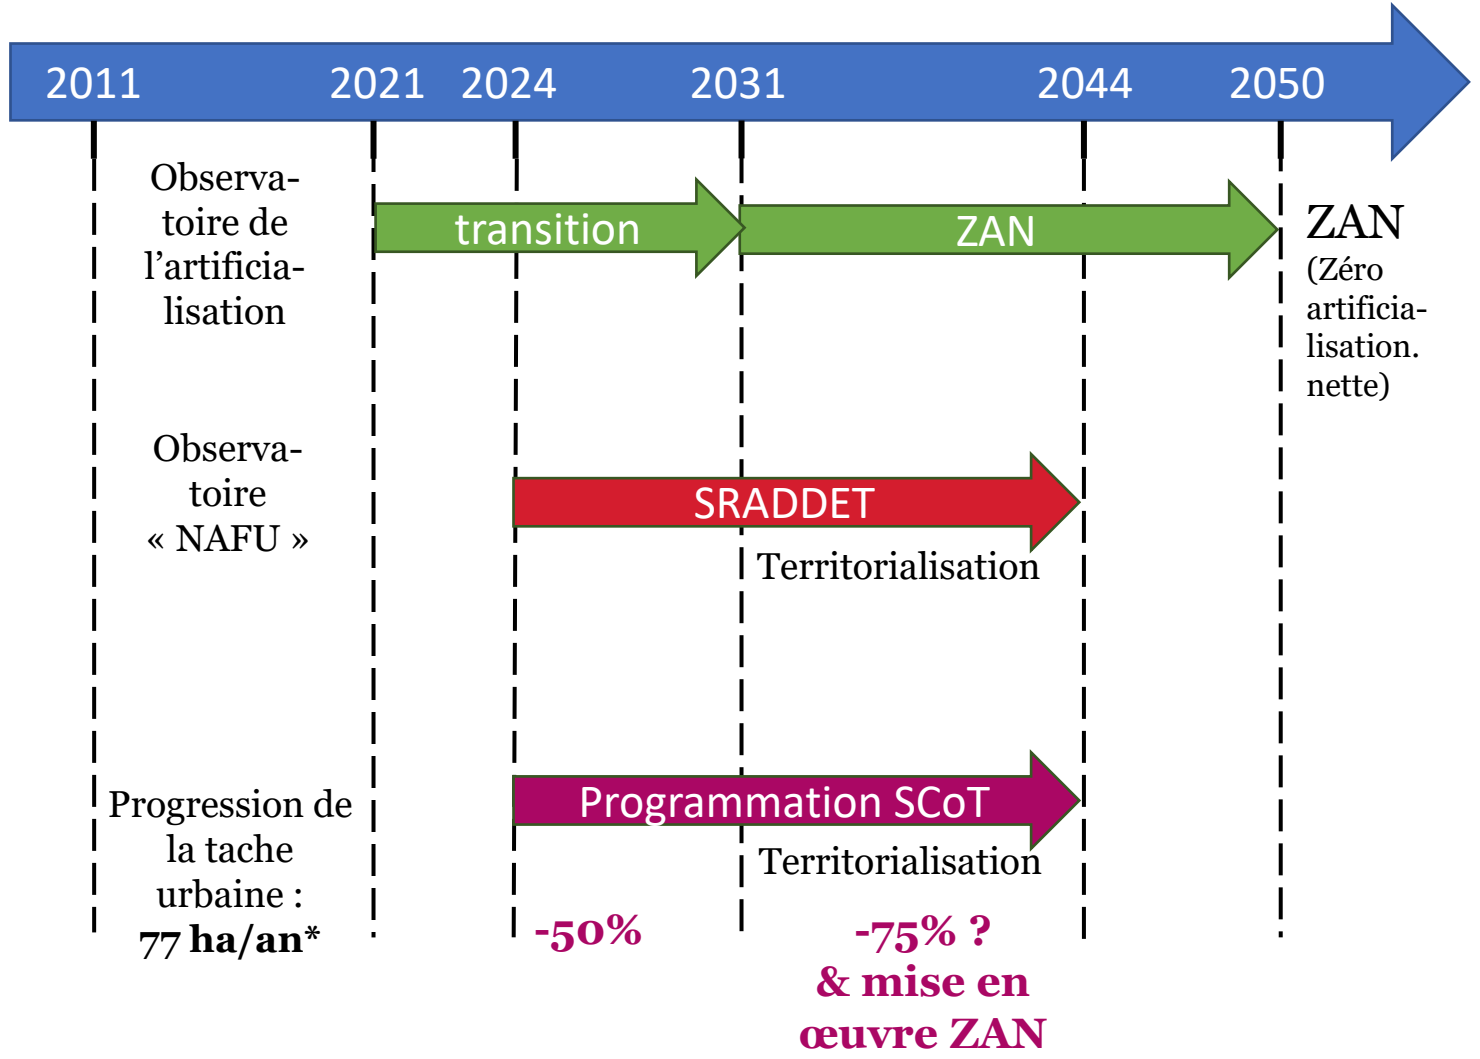 2011 2021 2024 2031 2044 2050
Observa-
toire de
l’artificia-
lisation
transition
ZAN
ZAN
(Zéro
artificia-
lisation.
nette)
Observa-
toire
« NAFU »
SRADDET
Territorialisation
Progression de
la tache
urbaine :
77 ha/an*
Programmation SCoT
Territorialisation
-50%
-75% ?
& mise en
œuvre ZAN